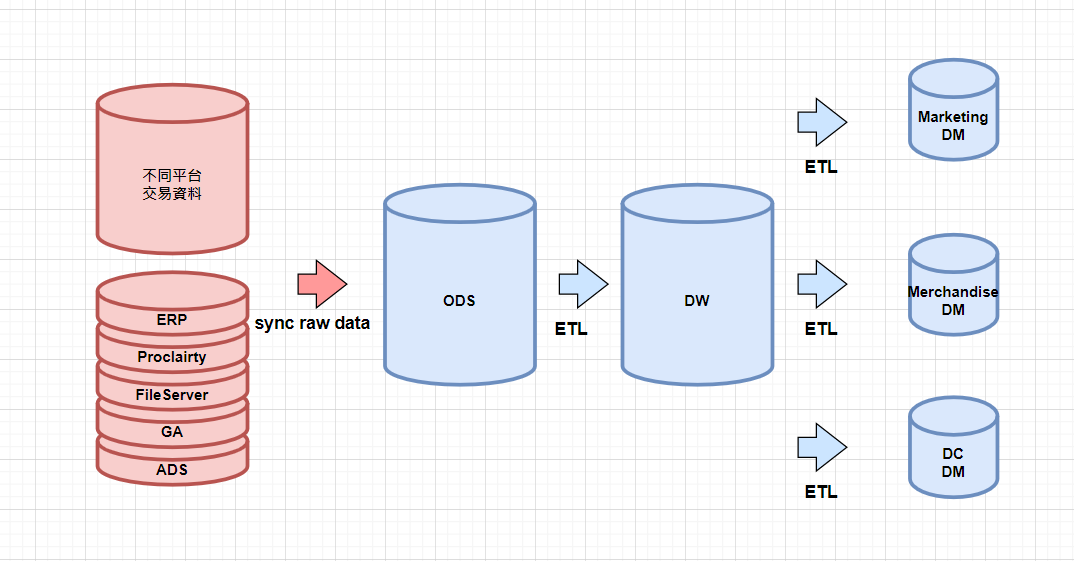 不同平台
交易資料
ERP
Proclairty
FileServer
GA
ADS
sync raw data
ODS
ETL
DW
ETL
Marketing
DM
ETL
Merchandise
DM
ETL
DC
DM